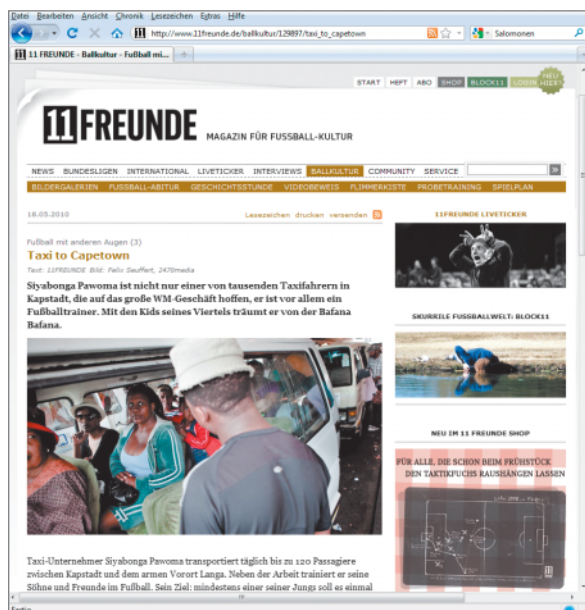 Datei Bearbeiten Ansicht Chronik Lesezeichen Extras Hilfe
http://www.11freunde.de/ballkultur/129897/taxi_to_capetown
Salomonen
11 FREUNDE - Ballkultur - Fußball mi...
START HEFT ABO SHOP BLOCK11 LOGIN
NEU HIER?
11 FREUNDE MAGAZIN FÜR FUSSBALL-KULTUR
NEWS BUNDESLIGEN INTERNATIONAL LIVETICKER INTERVIEWS BALLKULTUR COMMUNITY SERVICE
BILDERGALERIEN FUSSBALL-ABITUR GESCHICHTSSTUNDE VIDEOBEWEIS FLIMMERKISTE PROBETRAINING SPIELPLAN
18.05.2010
Lesezeichen drucken versenden
Fußball mit anderen Augen (3)
Taxi to Capetown
Text: 11FREUNDE Bild: Felix Seuffert, 2470media
Siyabonga Pawoma ist nicht nur einer von tausenden Taxifahrern in
Kapstadt, die auf das große WM-Geschäft hoffen, er ist vor allem ein
Fußballtrainer. Mit den Kids seines Viertels träumt er von der Bafana
Bafana.
Taxi-Unternehmer Siyabonga Pawoma transportiert täglich bis zu 120 Passagiere
zwischen Kapstadt und dem armen Vorort Langa. Neben der Arbeit trainiert er seine
Söhne und Freunde im Fußball. Sein Ziel: mindestens einer seiner Jungs soll es einmal
11FREUNDE LIVETICKER
SKURRILE FUSSBALLWELT: BLOCK11
NEU IM 11 FREUNDE SHOP
FÜR ALLE, DIE SCHON BEIM FRÜHSTÜCK
DEN TAKTIKFUCHS RAUSHÄNGEN LASSEN
Fertig